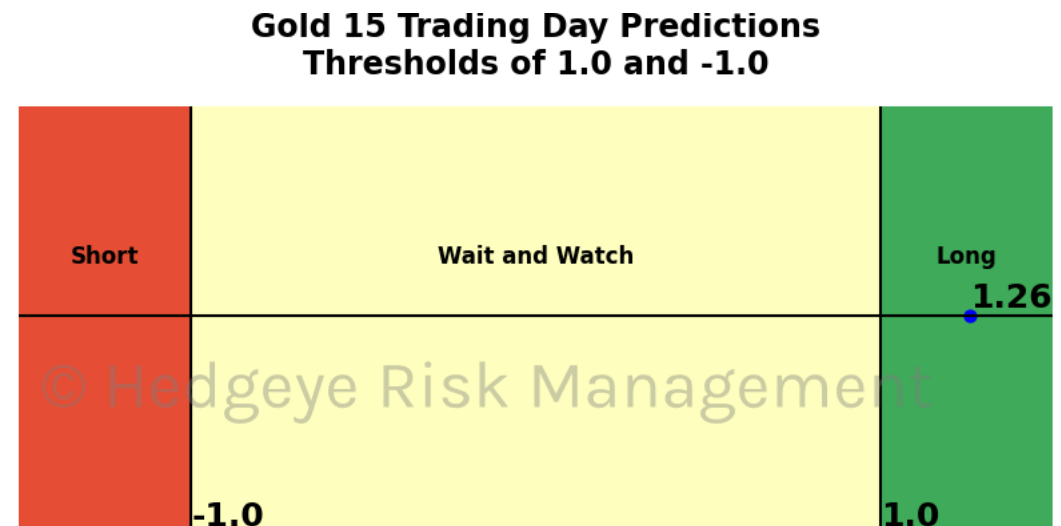 Gold 15 Trading Day Predictions
Thresholds of 1.0 and -1.0
Short
Wait and Watch
Long
1.26
© Hedgeye Risk Management
-1.0
1.0